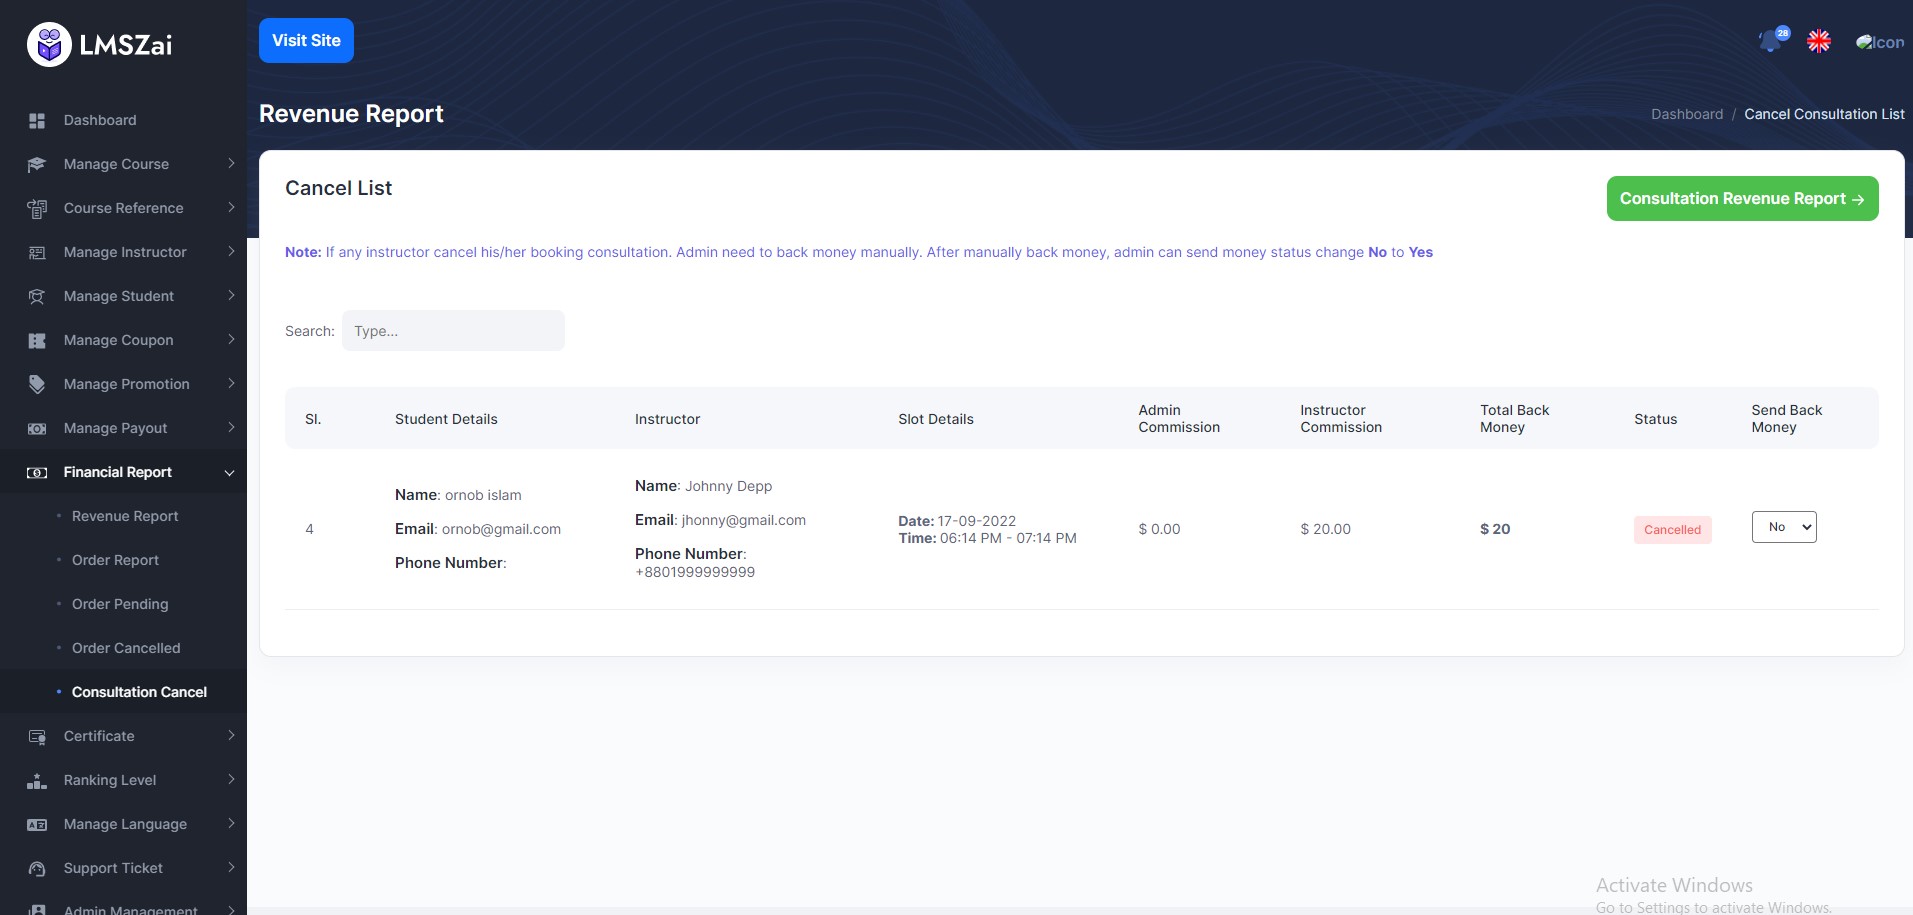 LMSZai
Visit Site
28
Icon
Revenue Report
Dashboard / Cancel Consultation List
Dashboard
Manage Course
Course Reference
Manage Instructor
Manage Student
Manage Coupon
Manage Promotion
Manage Payout
Financial Report
Revenue Report
Order Report
Order Pending
Order Cancelled
Consultation Cancel
Certificate
Ranking Level
Manage Language
Support Ticket
Admin Management
Cancel List
Consultation Revenue Report →
Note: If any instructor cancel his/her booking consultation. Admin need to back money manually. After manually back money, admin can send money status change No to Yes
Search: Type...
Sl.
Student Details
Instructor
Slot Details
Admin
Commission
Instructor
Commission
Total Back
Money
Status
Send Back
Money
4
Name: ornob islam
Email: ornob@gmail.com
Phone Number:
Name: Johnny Depp
Email: jhonny@gmail.com
Phone Number:
+8801999999999
Date: 17-09-2022
Time: 06:14 PM - 07:14 PM
$ 0.00
$ 20.00
$ 20
Cancelled
No
Activate Windows
Go to Settings to activate Windows.